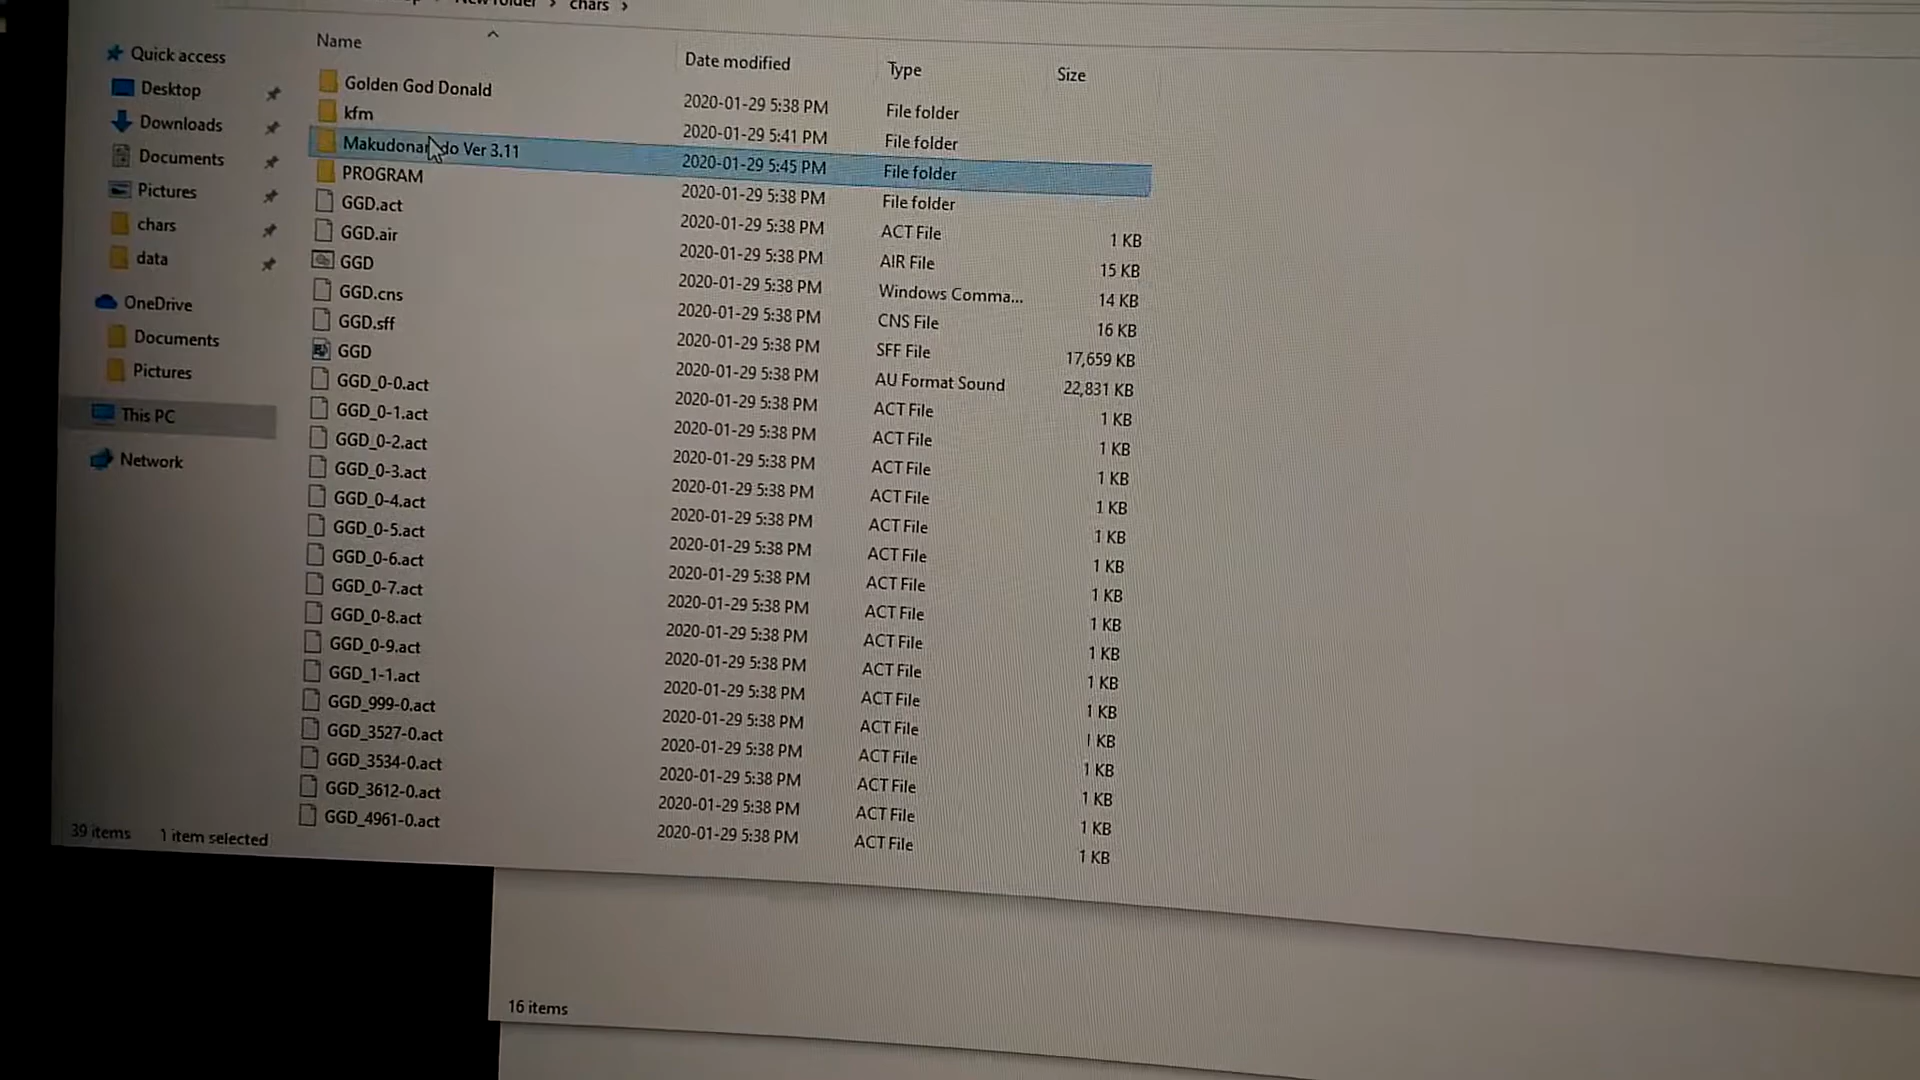 chars
Name
Date modified
Type
Size
Quick access
Desktop
Downloads
Documents
Pictures
chars
data
OneDrive
Documents
Pictures
This PC
Network
Golden God Donald 2020-01-29 5:38 PM File folder
kfm 2020-01-29 5:41 PM File folder
Makudonar do Ver 3.11 2020-01-29 5:45 PM File folder
PROGRAM 2020-01-29 5:38 PM File folder
GGD.act 2020-01-29 5:38 PM ACT File 1 KB
GGD.air 2020-01-29 5:38 PM AIR File 15 KB
GGD 2020-01-29 5:38 PM Windows Comma... 14 KB
GGD.cns 2020-01-29 5:38 PM CNS File 16 KB
GGD.sff 2020-01-29 5:38 PM SFF File 17,659 KB
GGD 2020-01-29 5:38 PM AU Format Sound 22,831 KB
GGD_0-0.act 2020-01-29 5:38 PM ACT File 1 KB
GGD_0-1.act 2020-01-29 5:38 PM ACT File 1 KB
GGD_0-2.act 2020-01-29 5:38 PM ACT File 1 KB
GGD_0-3.act 2020-01-29 5:38 PM ACT File 1 KB
GGD_0-4.act 2020-01-29 5:38 PM ACT File 1 KB
GGD_0-5.act 2020-01-29 5:38 PM ACT File 1 KB
GGD_0-6.act 2020-01-29 5:38 PM ACT File 1 KB
GGD_0-7.act 2020-01-29 5:38 PM ACT File 1 KB
GGD_0-8.act 2020-01-29 5:38 PM ACT File 1 KB
GGD_0-9.act 2020-01-29 5:38 PM ACT File 1 KB
GGD_1-1.act 2020-01-29 5:38 PM ACT File 1 KB
GGD_999-0.act 2020-01-29 5:38 PM ACT File 1 KB
GGD_3527-0.act 2020-01-29 5:38 PM ACT File 1 KB
GGD_3534-0.act 2020-01-29 5:38 PM ACT File 1 KB
GGD_3612-0.act 2020-01-29 5:38 PM ACT File 1 KB
GGD_4961-0.act 2020-01-29 5:38 PM ACT File 1 KB
39 items 1 item selected
16 items